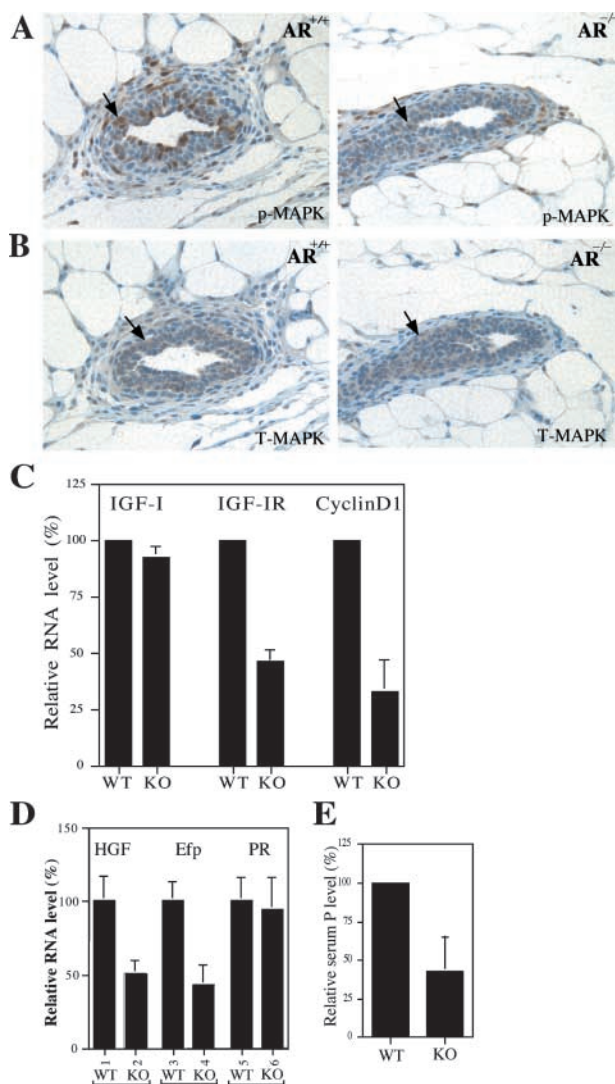 A
AR+/+
p-MAPK
AR−/−
p-MAPK
B
AR+/+
T-MAPK
AR−/−
T-MAPK
C
Relative RNA level (%)
125
100
75
50
25
0
IGF-I IGF-IR CyclinD1
WT KO WT KO WT KO
D
Relative RNA level (%)
150
100
50
0
HGF Efp PR
1 2 3 4 5 6
WT KO WT KO WT KO
E
Relative serum P level (%)
125
100
75
50
25
0
WT KO